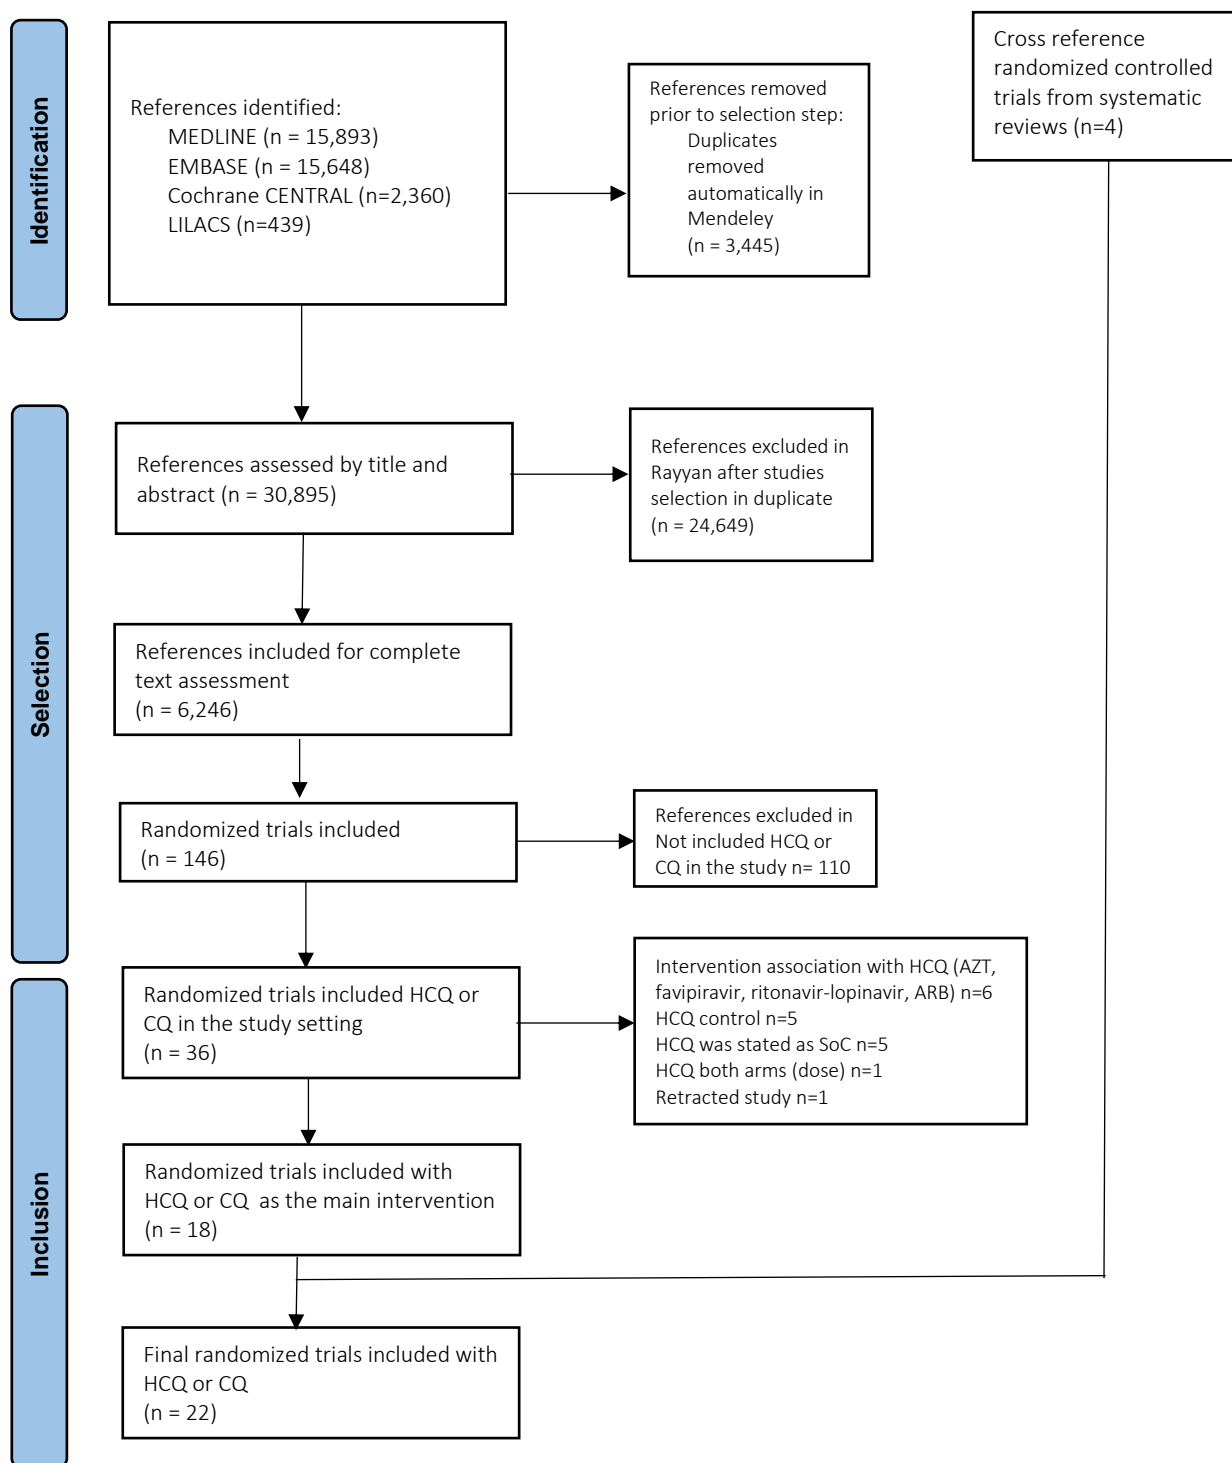 Identification
References identified:
MEDLINE (n = 15,893)
EMBASE (n = 15,648)
Cochrane CENTRAL (n=2,360)
LILACS (n=439)
References removed
prior to selection step:
Duplicates
removed
automatically in
Mendeley
(n = 3,445)
Cross reference
randomized controlled
trials from systematic
reviews (n=4)
Selection
References assessed by title and
abstract (n = 30,895)
References excluded in
Rayyan after studies
selection in duplicate
(n = 24,649)
References included for complete
text assessment
(n = 6,246)
Randomized trials included
(n = 146)
References excluded in
Not included HCQ or
CQ in the study n= 110
Inclusion
Randomized trials included HCQ or
CQ in the study setting
(n = 36)
Intervention association with HCQ (AZT,
favipiravir, ritonavir-lopinavir, ARB) n=6
HCQ control n=5
HCQ was stated as SoC n=5
HCQ both arms (dose) n=1
Retracted study n=1
Randomized trials included with
HCQ or CQ as the main intervention
(n = 18)
Final randomized trials included with
HCQ or CQ
(n = 22)